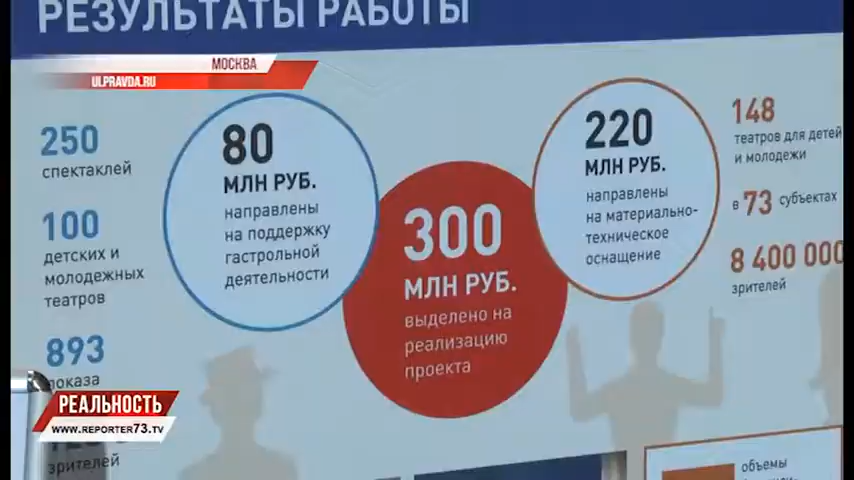 РЕЗУЛЬТАТЫ РАБОТЫ
МОСКВА
ULPRAVDA.RU
250
спектаклей
100
детских и
молодежных
театров
893
показа
зрителей
80
МЛН РУБ.
направлены
на поддержку
гастрольной
деятельности
300
МЛН РУБ.
выделено на
реализацию
проекта
220
МЛН РУБ.
направлены
на материально-
техническое
оснащение
148
театров для детей
и молодежи
в 73 субъектах
8 400 000
зрителей
РЕАЛЬНОСТЬ
WWW.REPORTER73.TV
объемы